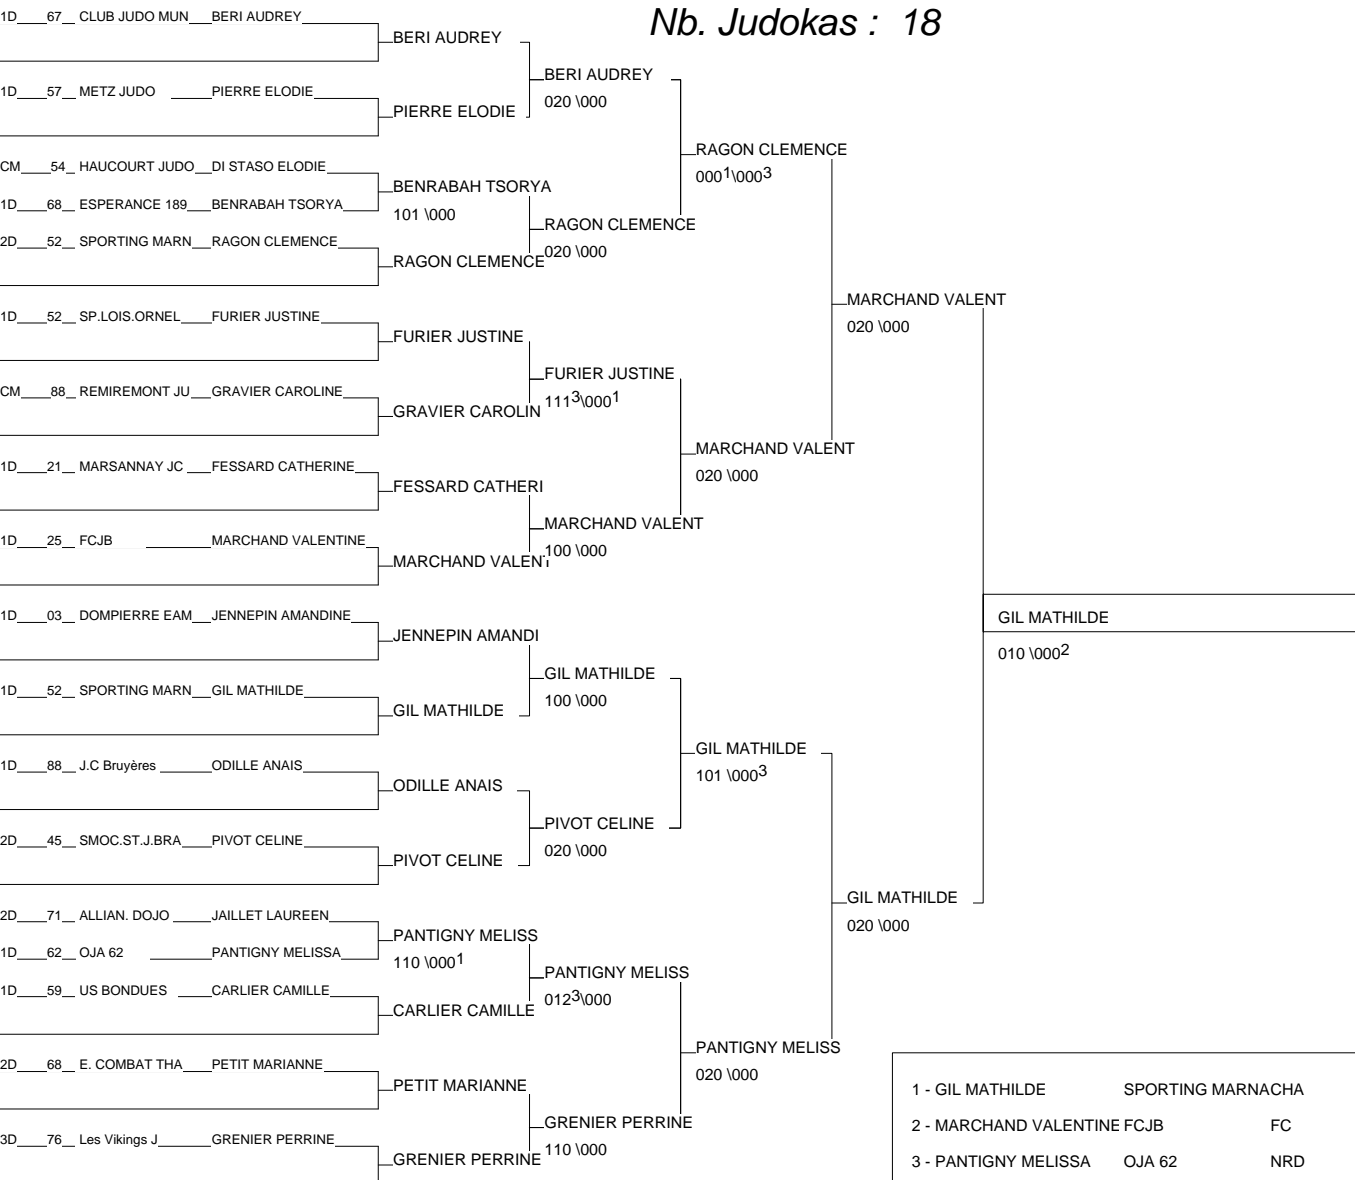 Nb. Judokas : 18
1D 67 CLUB JUDO MUN BERI AUDREY
BERI AUDREY
BERI AUDREY
020 \000
1D 57 METZ JUDO PIERRE ELODIE
PIERRE ELODIE
RAGON CLEMENCE
0001\0003
CM 54 HAUCOURT JUDO DI STASO ELODIE
BENRABAH TSORYA
101 \000
1D 68 ESPERANCE 189 BENRABAH TSORYA
RAGON CLEMENCE
020 \000
2D 52 SPORTING MARN RAGON CLEMENCE
RAGON CLEMENCE
MARCHAND VALENT
020 \000
1D 52 SP.LOIS.ORNEL FURIER JUSTINE
FURIER JUSTINE
FURIER JUSTINE
1113\0001
CM 88 REMIREMONT JU GRAVIER CAROLINE
GRAVIER CAROLIN
MARCHAND VALENT
020 \000
1D 21 MARSANNAY JC FESSARD CATHERINE
FESSARD CATHERI
MARCHAND VALENT
100 \000
1D 25 FCJB MARCHAND VALENTINE
MARCHAND VALENT
GIL MATHILDE
010 \0002
1D 03 DOMPIERRE EAM JENNEPIN AMANDINE
JENNEPIN AMANDI
GIL MATHILDE
100 \000
1D 52 SPORTING MARN GIL MATHILDE
GIL MATHILDE
GIL MATHILDE
101 \0003
1D 88 J.C Bruyères ODILLE ANAIS
ODILLE ANAIS
PIVOT CELINE
020 \000
2D 45 SMOC.ST.J.BRA PIVOT CELINE
PIVOT CELINE
GIL MATHILDE
020 \000
2D 71 ALLIAN. DOJO JAILLET LAUREEN
PANTIGNY MELISS
110 \0001
1D 62 OJA 62 PANTIGNY MELISSA
PANTIGNY MELISS
0123\000
1D 59 US BONDUES CARLIER CAMILLE
CARLIER CAMILLE
PANTIGNY MELISS
020 \000
2D 68 E. COMBAT THA PETIT MARIANNE
PETIT MARIANNE
GRENIER PERRINE
110 \000
3D 76 Les Vikings J GRENIER PERRINE
GRENIER PERRINE
1 - GIL MATHILDE SPORTING MARNACHA
2 - MARCHAND VALENTINE FCJB FC
3 - PANTIGNY MELISSA OJA 62 NRD